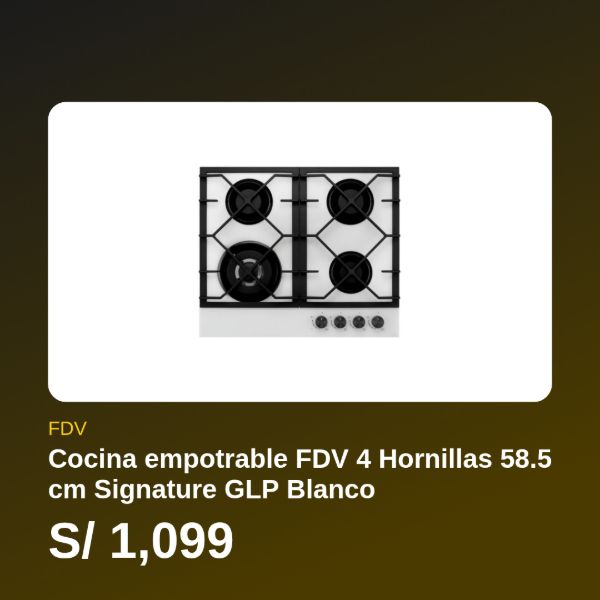 FDV
Cocina empotrable FDV 4 Hornillas 58.5
cm Signature GLP Blanco
S/ 1,099